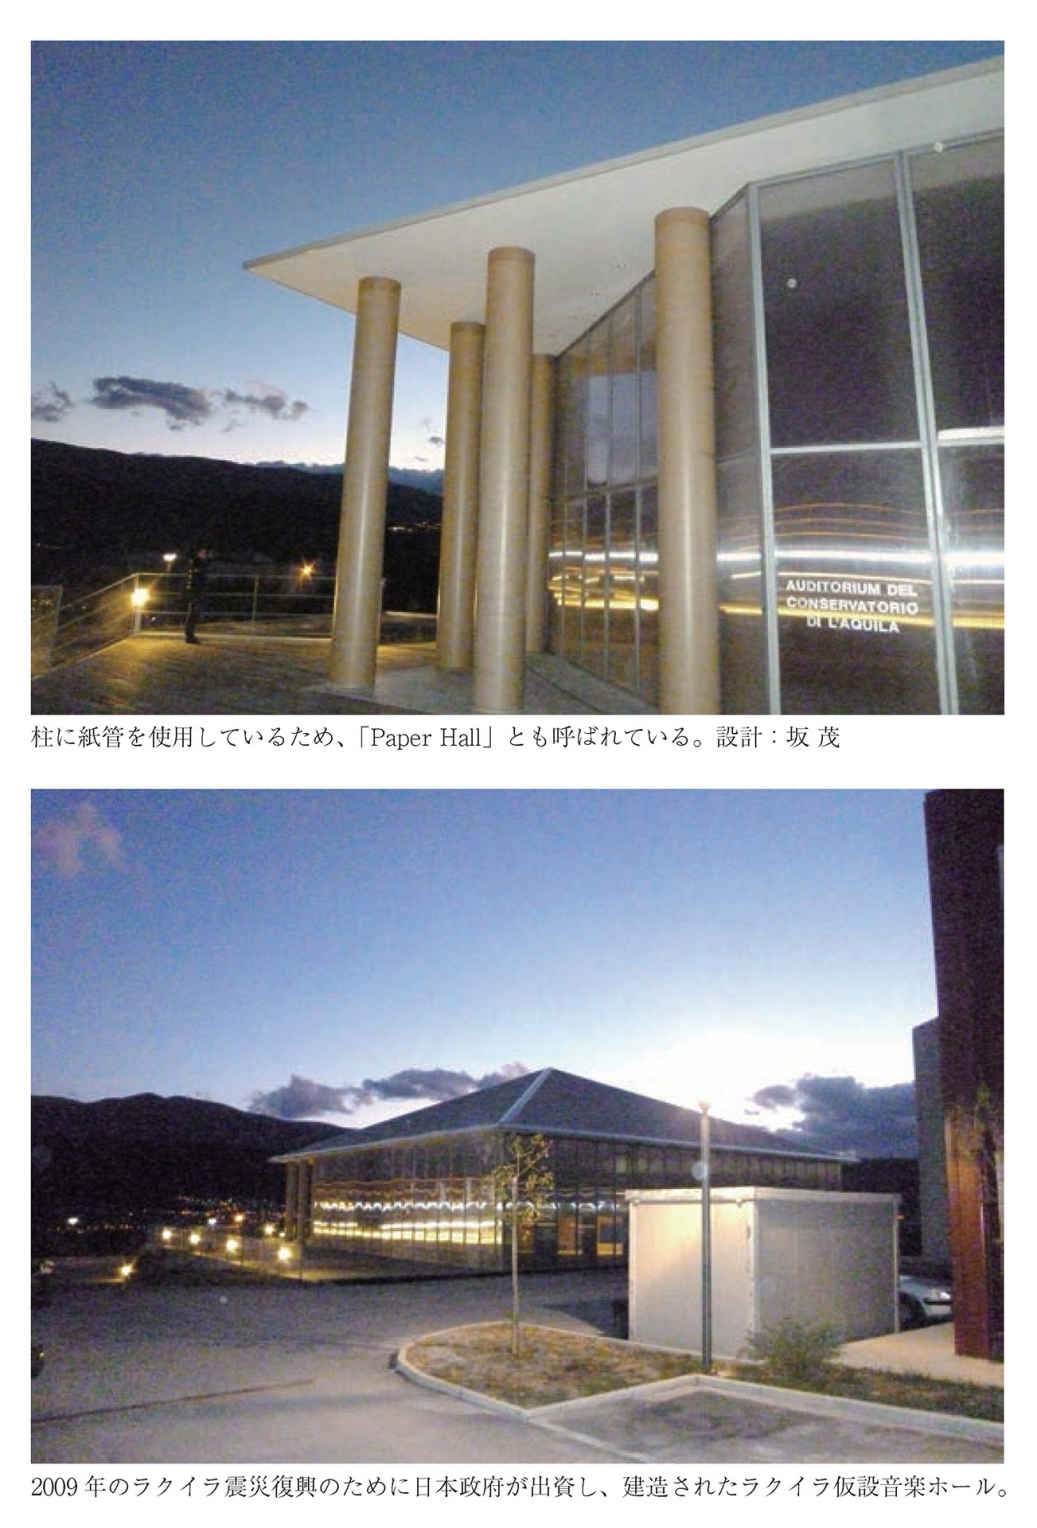 AUDITORIUM DEL
CONSERVATORIO
DI L'AQUILA
柱に紙管を使用しているため、「Paper Hall」とも呼ばれている。設計：坂 茂
2009 年のラクイラ震災復興のために日本政府が出資し、建造されたラクイラ仮設音楽ホール。